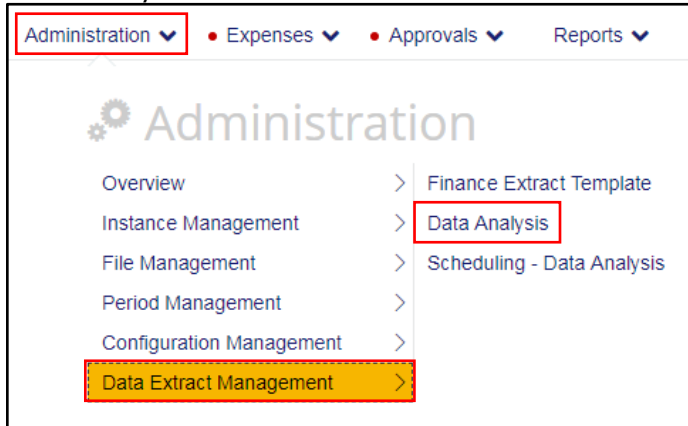 Administration • Expenses • Approvals Reports
Administration
Overview > Finance Extract Template
Instance Management > Data Analysis
File Management > Scheduling - Data Analysis
Period Management >
Configuration Management >
Data Extract Management >